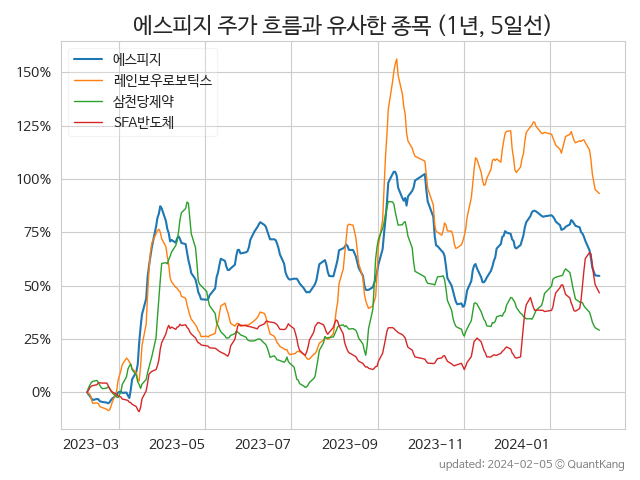 에스피지 주가 흐름과 유사한 종목 (1년, 5일선)
에스피지
레인보우로보틱스
삼천당제약
SFA반도체
150%
125%
100%
75%
50%
25%
0%
2023-03 2023-05 2023-07 2023-09 2023-11 2024-01
updated: 2024-02-05 © QuantKang